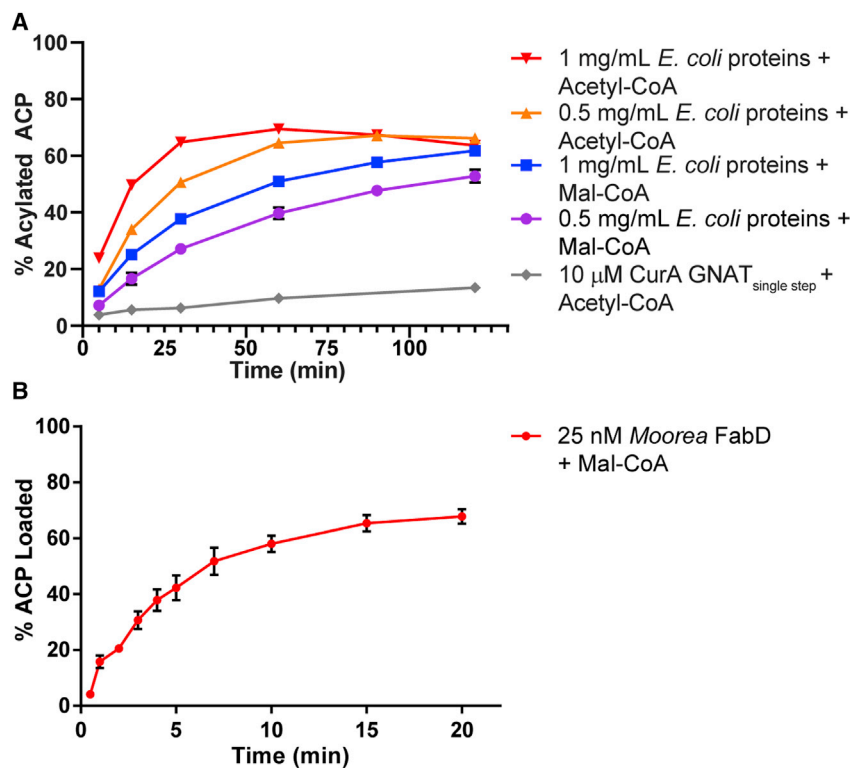 A
100
80
60
40
20
0
% Acylated ACP
0
25
50
75
100
Time (min)
1 mg/mL E. coli proteins +
Acetyl-CoA
0.5 mg/mL E. coli proteins +
Acetyl-CoA
1 mg/mL E. coli proteins +
Mal-CoA
0.5 mg/mL E. coli proteins +
Mal-CoA
10 μM CurA GNAT single step +
Acetyl-CoA
B
100
80
60
40
20
0
% ACP Loaded
0
5
10
15
20
Time (min)
25 nM Moorea FabD
+ Mal-CoA